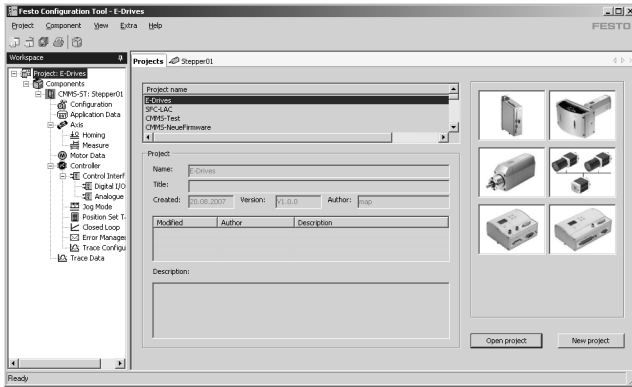 Festo Configuration Tool - E-Drives
Project Component View Extra Help
FESTO
Workspace
Projects Stepper01
Project: E-Drives
Components
CMMS-ST: Stepper01
Configuration
Application Data
Axis
Homing
Measure
Motor Data
Controller
Control Interf
Digital I/O
Analogue
Jog Mode
Position Set Ta
Closed Loop
Error Manage
Trace Configu
Trace Data
Project name
E-Drives
SFC-LAC
CMMS-Test
CMMS-NeueFirmware
Project
Name: E-Drives
Title:
Created: 20.08.2007 Version: V1.0.0 Author: map
Modified Author Description
Description:
Open project New project
Ready